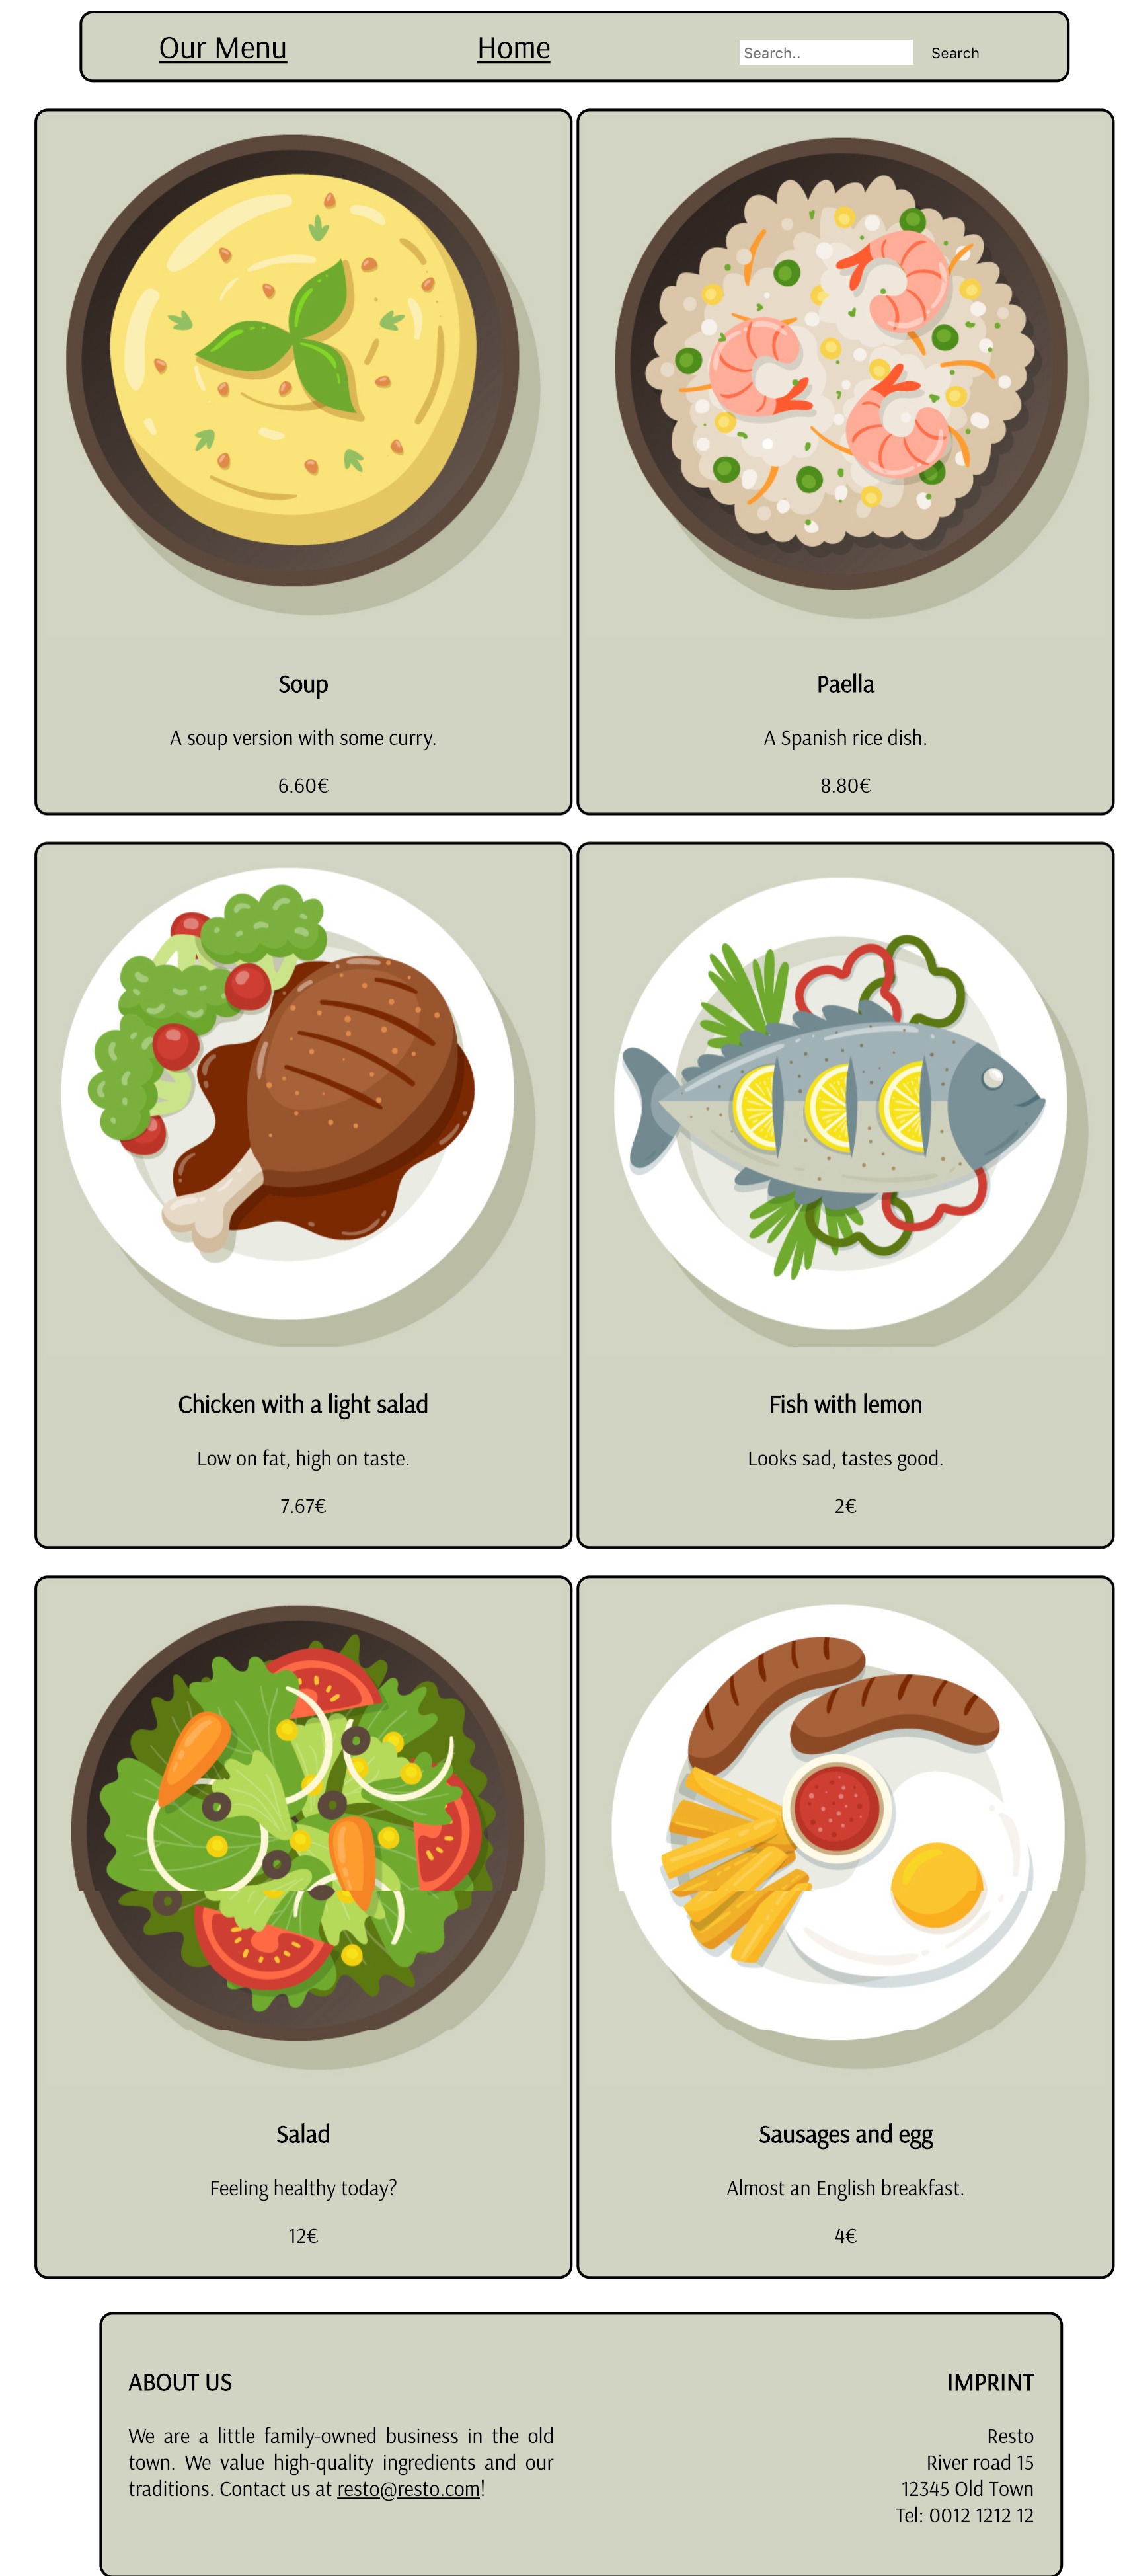 Our Menu
Home
Search..
Search
Soup
A soup version with some curry.
6.60€
Paella
A Spanish rice dish.
8.80€
Chicken with a light salad
Low on fat, high on taste.
7.67€
Fish with lemon
Looks sad, tastes good.
2€
Salad
Feeling healthy today?
12€
Sausages and egg
Almost an English breakfast.
4€
ABOUT US
We are a little family-owned business in the old
town. We value high-quality ingredients and our
traditions. Contact us at resto@resto.com!
IMPRINT
Resto
River road 15
12345 Old Town
Tel: 0012 1212 12